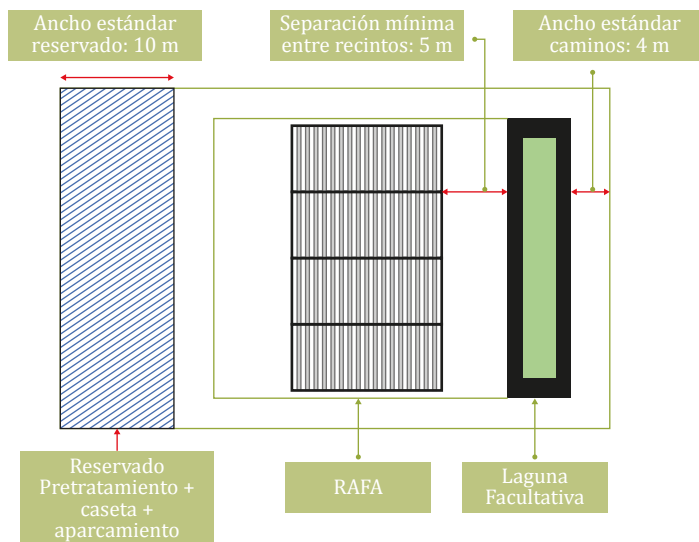 Ancho estándar
reservado: 10 m
Separación mínima
entre recintos: 5 m
Ancho estándar
caminos: 4 m
Reservado
Pretratamiento +
caseta +
aparcamiento
RAFA
Laguna
Facultativa